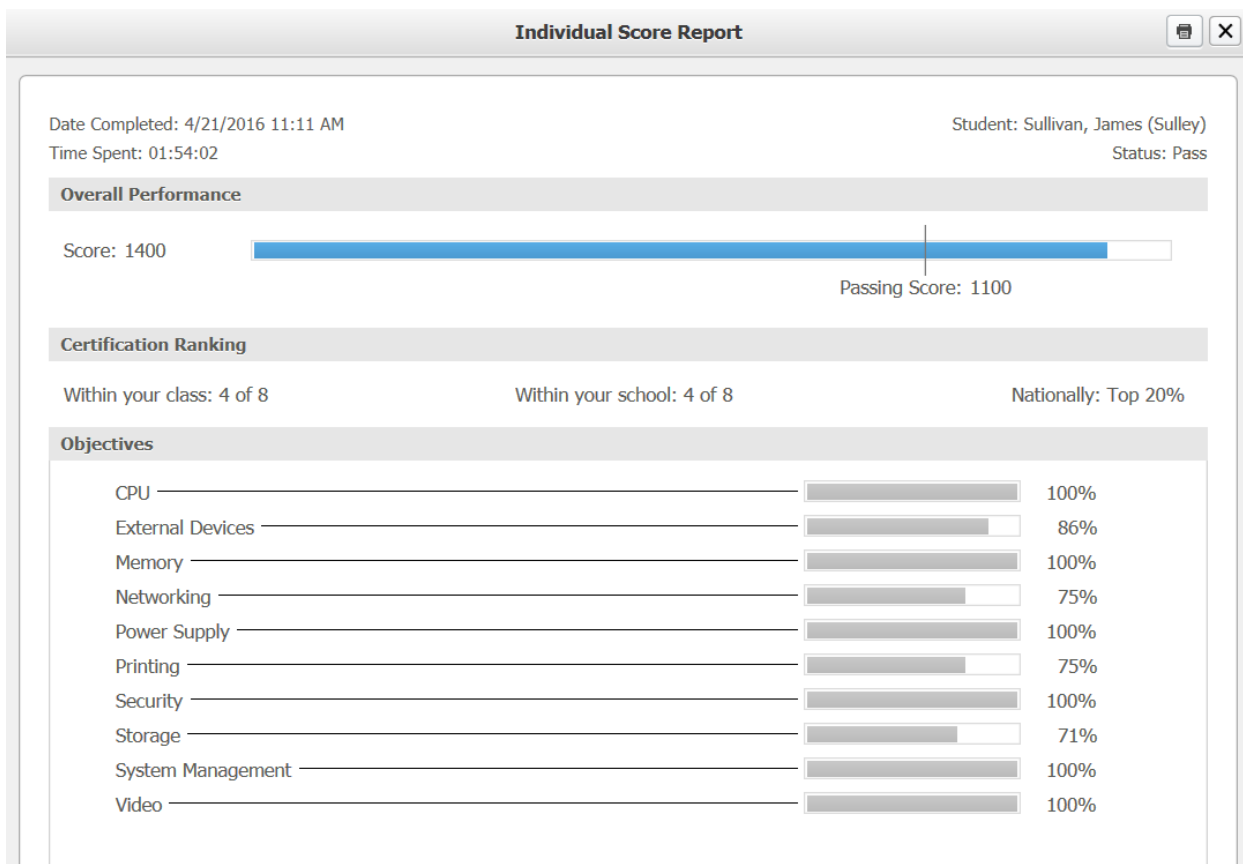 Individual Score Report
Date Completed: 4/21/2016 11:11 AM
Student: Sullivan, James (Sulley)
Time Spent: 01:54:02
Status: Pass
Overall Performance
Score: 1400
Passing Score: 1100
Certification Ranking
Within your class: 4 of 8
Within your school: 4 of 8
Nationally: Top 20%
Objectives
CPU 100%
External Devices 86%
Memory 100%
Networking 75%
Power Supply 100%
Printing 75%
Security 100%
Storage 71%
System Management 100%
Video 100%